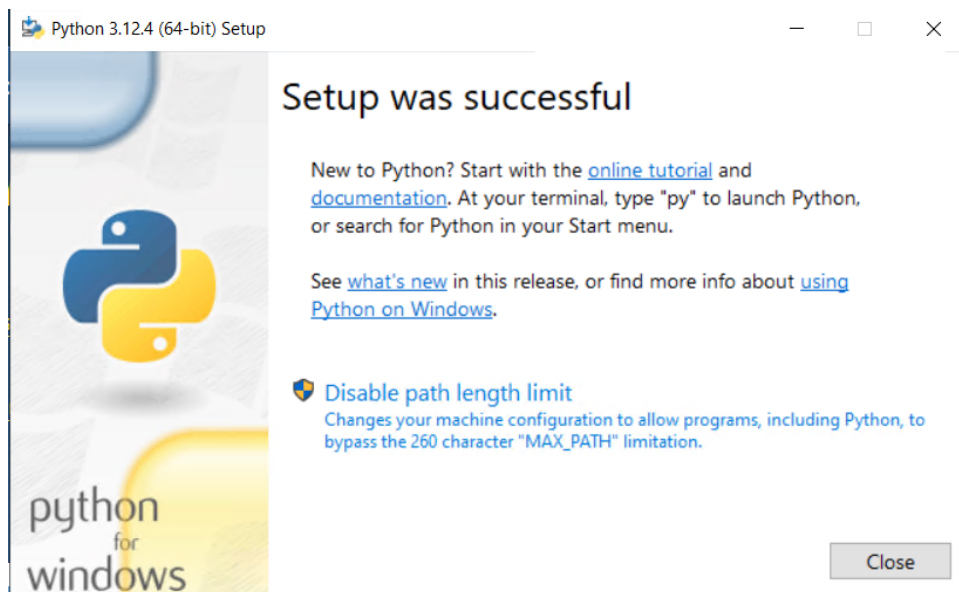 Python 3.12.4 (64-bit) Setup
Setup was successful
New to Python? Start with the online tutorial and
documentation. At your terminal, type "py" to launch Python,
or search for Python in your Start menu.
See what's new in this release, or find more info about using
Python on Windows.
Disable path length limit
Changes your machine configuration to allow programs, including Python, to
bypass the 260 character "MAX_PATH" limitation.
python
for
windows
Close